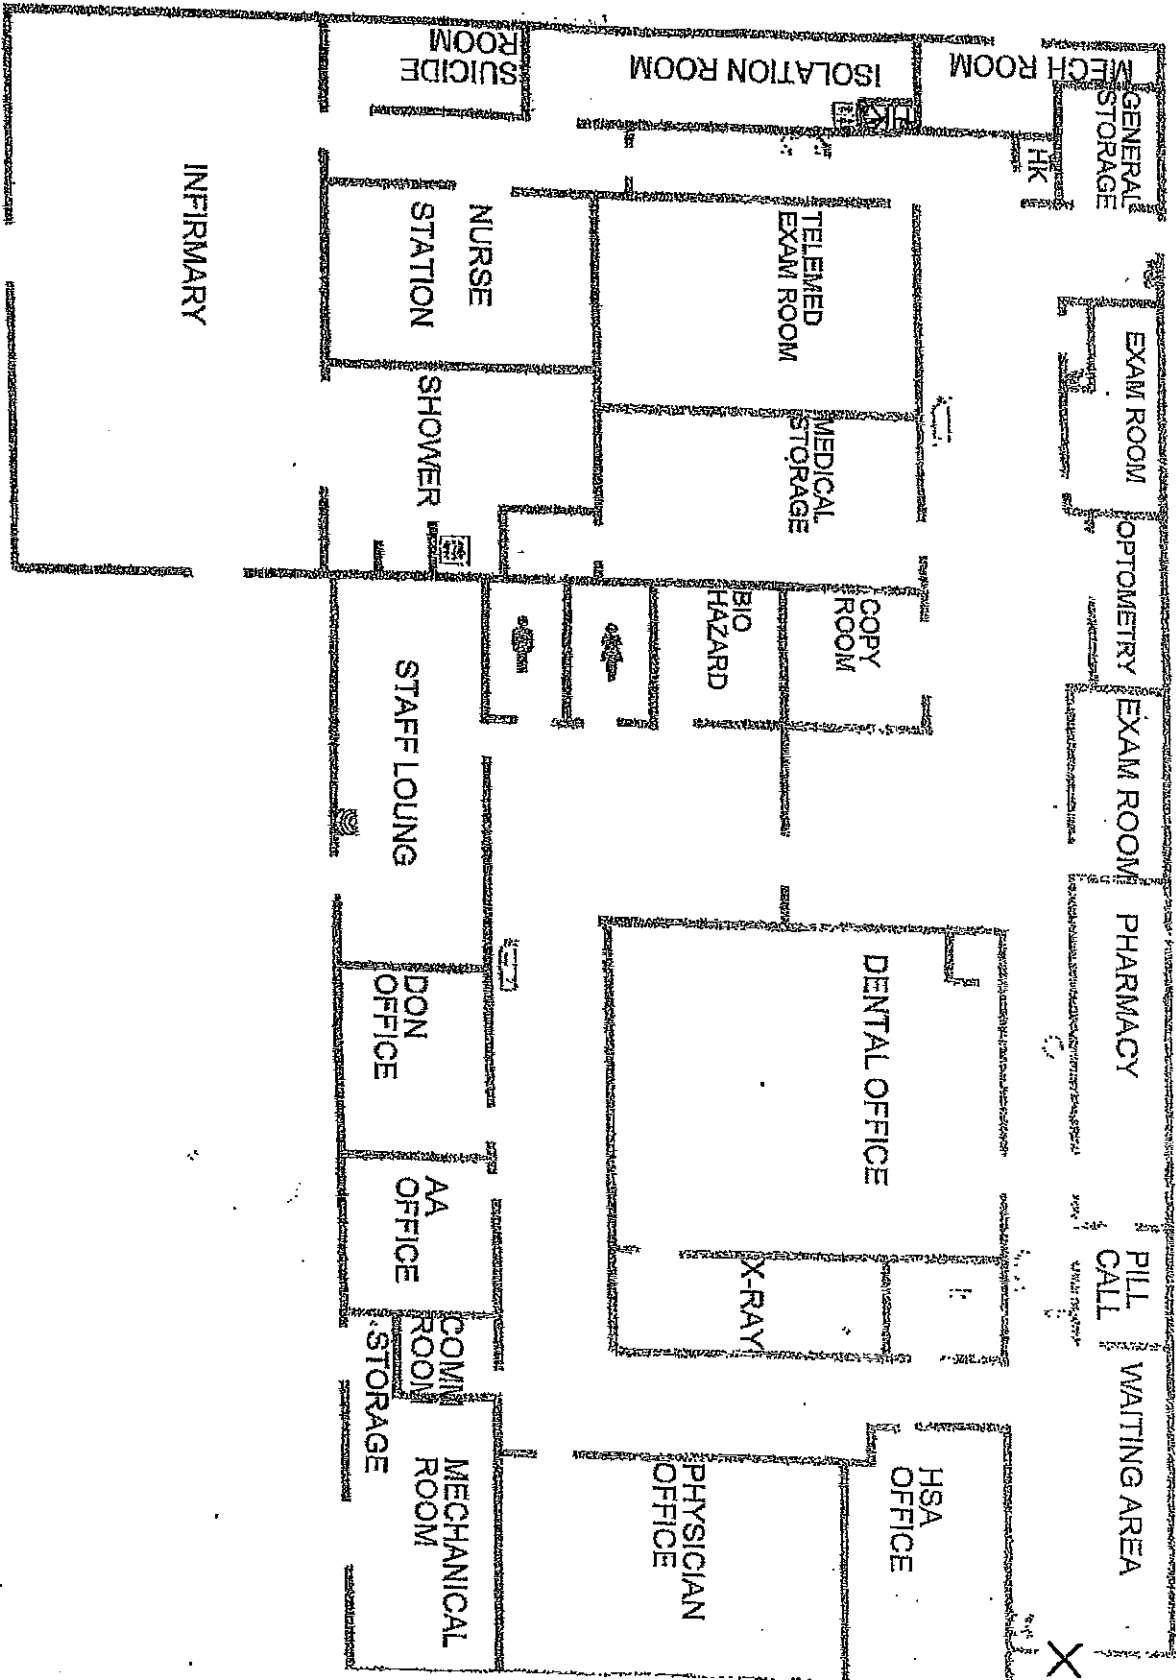 MECH ROOM
GENERAL
STORAGE
HK
EXAM ROOM
OPTOMETRY
EXAM ROOM
PHARMACY
PILL
CALL
WAITING AREA
X
ISOLATION ROOM
HK
TELEMED
EXAM ROOM
MEDICAL
STORAGE
COPY
ROOM
BIO
HAZARD
DENTAL OFFICE
X-RAY
HSA
OFFICE
PHYSICIAN
OFFICE
SUICIDE
ROOM
NURSE
STATION
SHOWER
STAFF LOUNG
DON
OFFICE
AA
OFFICE
COMM
ROOM
STORAGE
MECHANICAL
ROOM
INFIRMARY